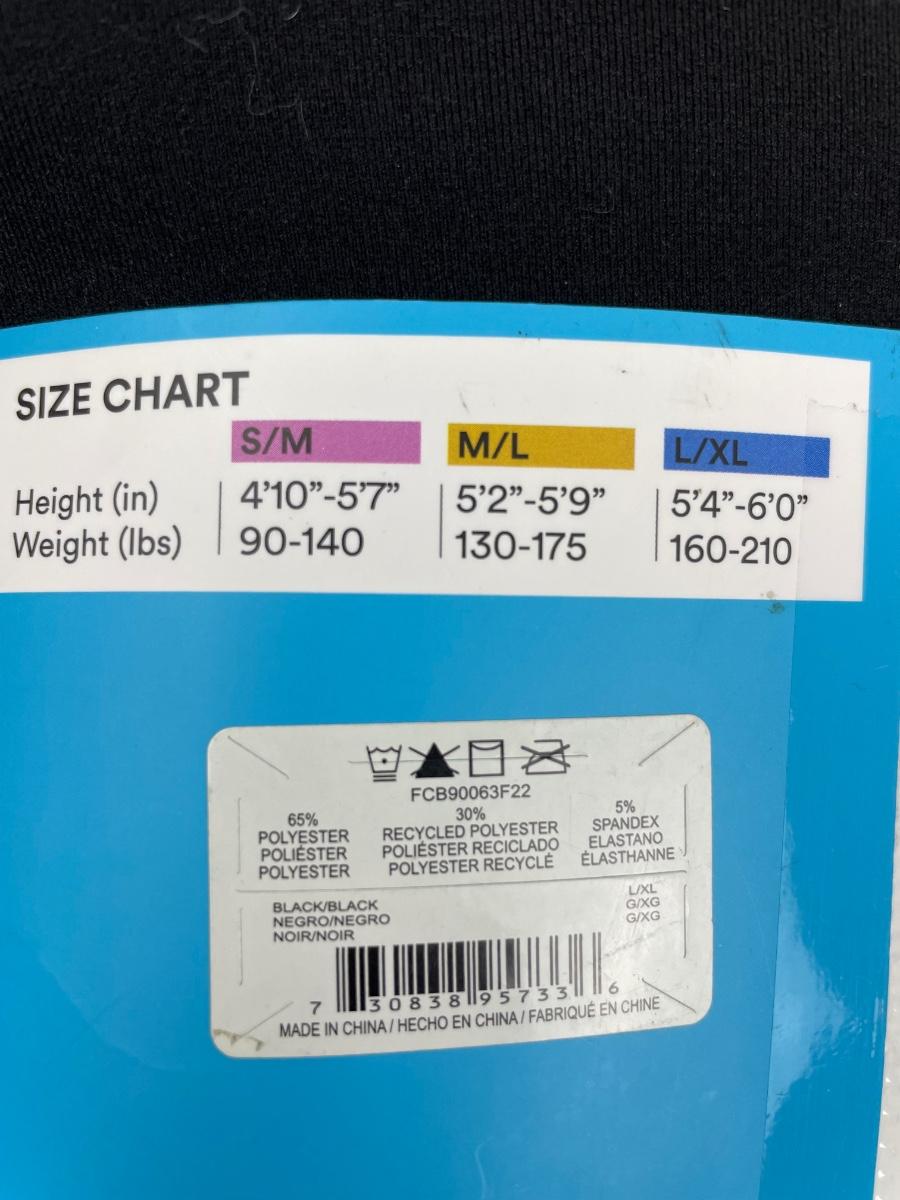 SIZE CHART
S/M M/L L/XL
Height (in) 4'10"-5'7" 5'2"-5'9" 5'4"-6'0"
Weight (lbs) 90-140 130-175 160-210
FCB90063F22
65%
POLYESTER
POLIÉSTER
POLYESTER
30%
RECYCLED POLYESTER
POLIÉSTER RECICLADO
POLYESTER RECYCLÉ
5%
SPANDEX
ELASTANO
ÉLASTHANNE
BLACK/BLACK
NEGRO/NEGRO
NOIR/NOIR
L/XL
G/XG
G/XG
7 30838 95733 6
MADE IN CHINA / HECHO EN CHINA / FABRIQUÉ EN CHINE